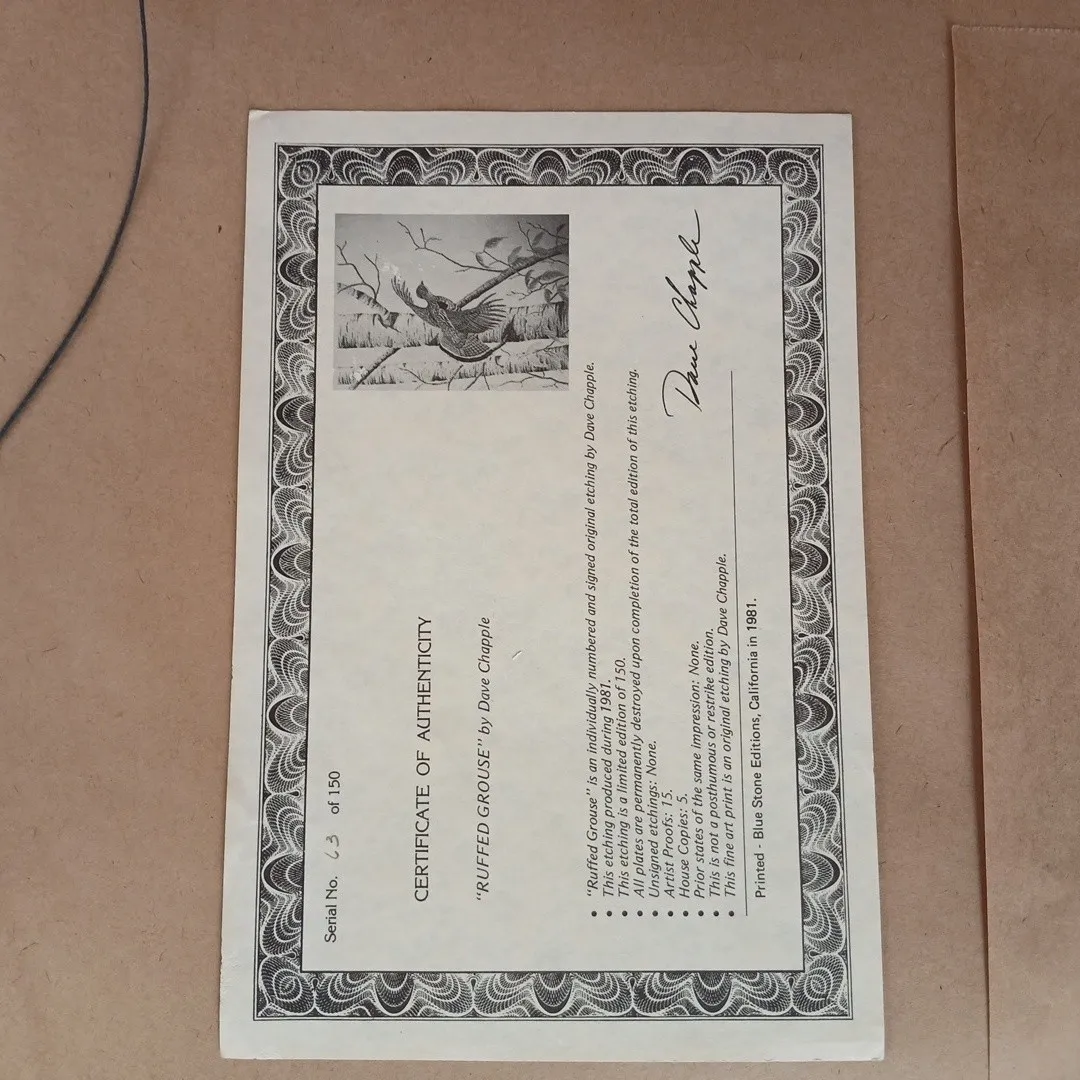 Serial No. 63 of 150
CERTIFICATE OF AUTHENTICITY
"RUFFED GROUSE" by Dave Chapple
• "Ruffed Grouse" is an individually numbered and signed original etching by Dave Chapple.
• This etching produced during 1981.
• This etching is a limited edition of 150.
• All plates are permanently destroyed upon completion of the total edition of this etching.
• Unsigned etchings: None.
• Artist Proofs: 15.
• House Copies: 5.
• Prior states of the same impression: None.
• This is not a posthumous or restrike edition.
• This fine art print is an original etching by Dave Chapple.
Dave Chapple
Printed - Blue Stone Editions, California in 1981.